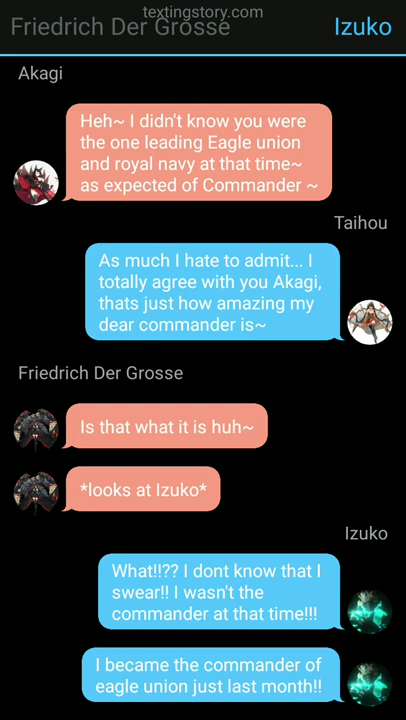 textingstory.com
Friedrich Der Grosse
Izuko
Akagi
Heh~ I didn't know you were
the one leading Eagle union
and royal navy at that time~
as expected of Commander ~
Taihou
As much I hate to admit... I
totally agree with you Akagi,
thats just how amazing my
dear commander is~
Friedrich Der Grosse
Is that what it is huh~
*looks at Izuko*
Izuko
What!!?? I dont know that I
swear!! I wasn't the
commander at that time!!!
I became the commander of
eagle union just last month!!